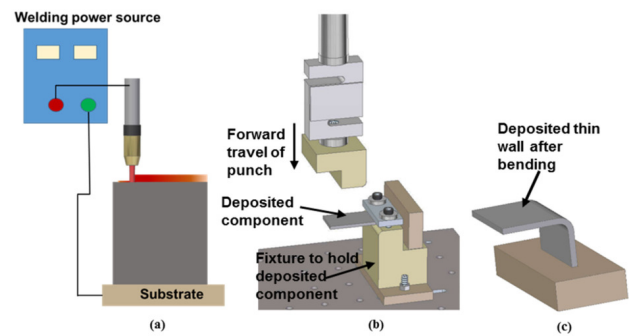 Welding power source
Substrate
(a)
Forward
travel of
punch
Deposited
component
Fixture to hold
deposited
component
(b)
Deposited thin
wall after
bending
(c)